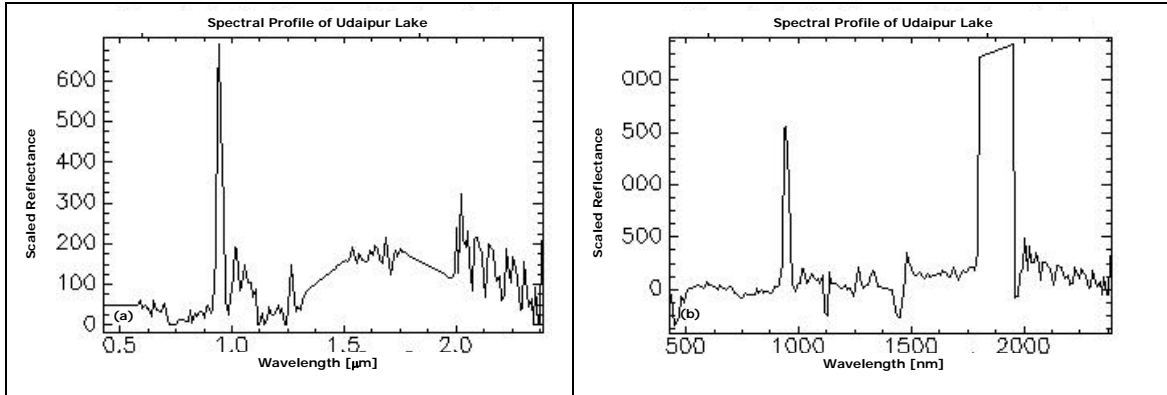 Spectral Profile of Udaipur Lake
Scaled Reflectance
600
500
400
300
200
100
0
(a)
0.5
1.0
1.5
2.0
Wavelength [μm]
Spectral Profile of Udaipur Lake
Scaled Reflectance
000
500
000
500
0
(b)
500
1000
1500
2000
Wavelength [nm]